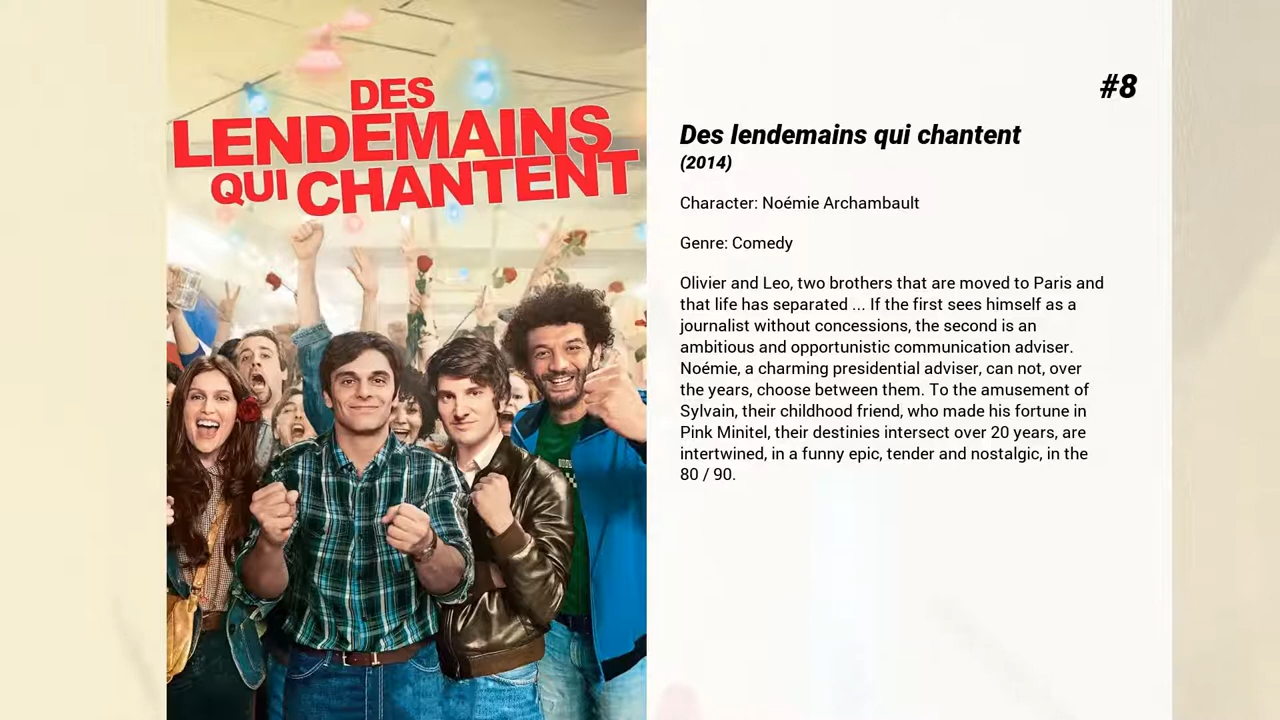 DES
LENDEMAINS
QUI CHANTENT
#8
Des lendemains qui chantent
(2014)
Character: Noémie Archambault
Genre: Comedy
Olivier and Leo, two brothers that are moved to Paris and
that life has separated ... If the first sees himself as a
journalist without concessions, the second is an
ambitious and opportunistic communication adviser.
Noémie, a charming presidential adviser, can not, over
the years, choose between them. To the amusement of
Sylvain, their childhood friend, who made his fortune in
Pink Minitel, their destinies intersect over 20 years, are
intertwined, in a funny epic, tender and nostalgic, in the
80 / 90.